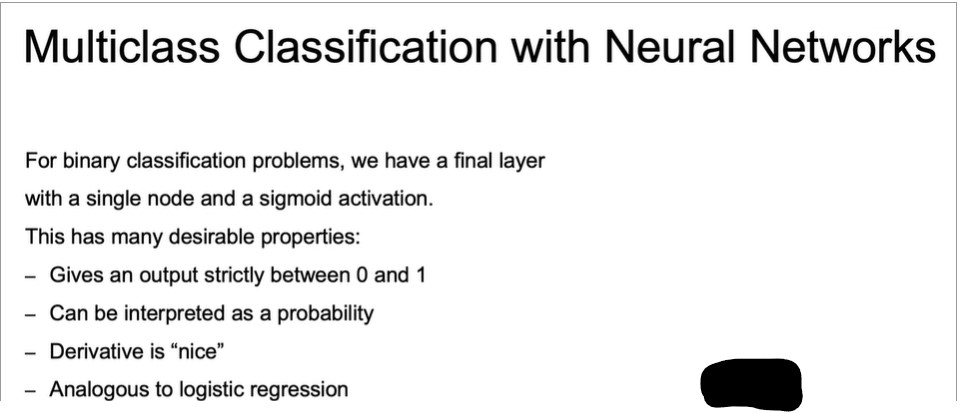 Multiclass Classification with Neural Networks
For binary classification problems, we have a final layer
with a single node and a sigmoid activation.
This has many desirable properties:
– Gives an output strictly between 0 and 1
– Can be interpreted as a probability
– Derivative is “nice”
– Analogous to logistic regression